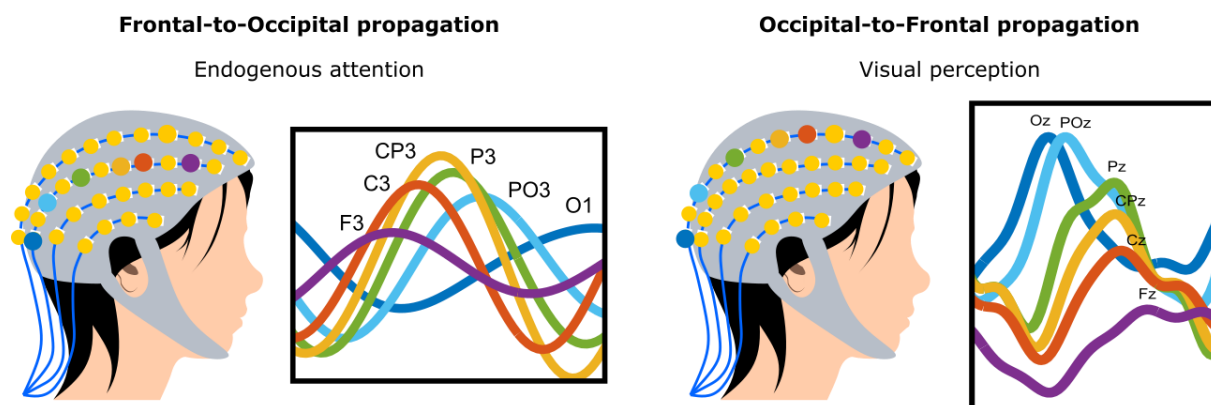 Frontal-to-Occipital propagation
Endogenous attention
CP3
P3
C3
PO3
F3
O1
Occipital-to-Frontal propagation
Visual perception
Oz
POz
Pz
CPz
Cz
Fz